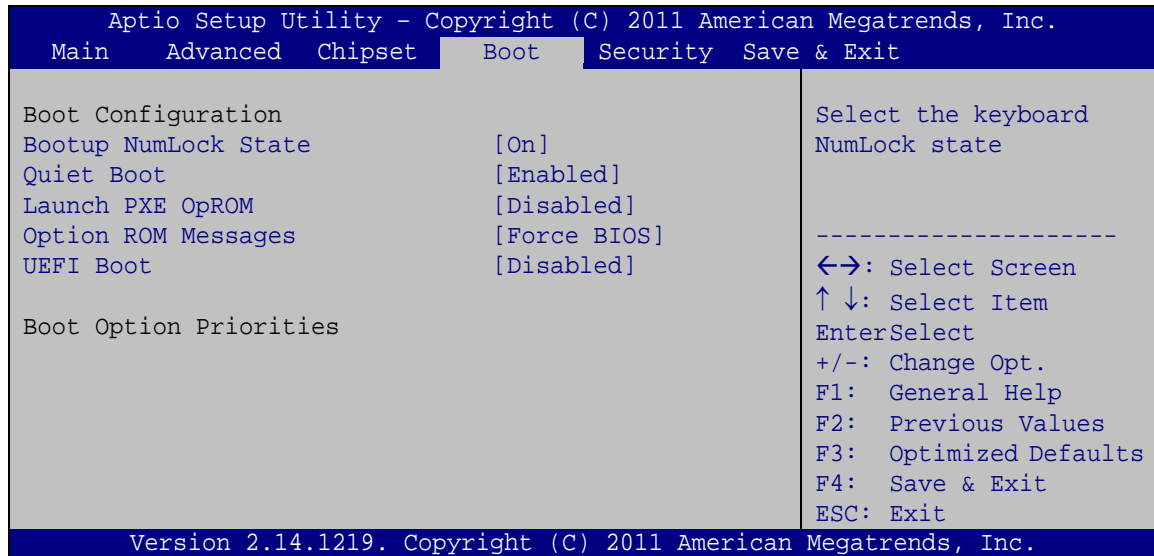 Aptio Setup Utility – Copyright (C) 2011 American Megatrends, Inc.
Main Advanced Chipset Boot Security Save & Exit
Boot Configuration
Bootup NumLock State [On]
Quiet Boot [Enabled]
Launch PXE OpROM [Disabled]
Option ROM Messages [Force BIOS]
UEFI Boot [Disabled]
Boot Option Priorities
Select the keyboard
NumLock state
---------------------
←→: Select Screen
↑ ↓: Select Item
EnterSelect
+/-: Change Opt.
F1: General Help
F2: Previous Values
F3: Optimized Defaults
F4: Save & Exit
ESC: Exit
Version 2.14.1219. Copyright (C) 2011 American Megatrends, Inc.